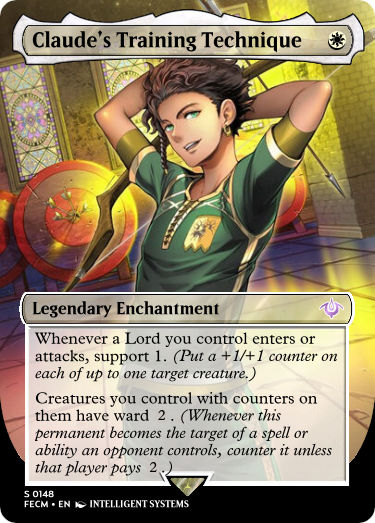 Claude's Training Technique
Legendary Enchantment
Whenever a Lord you control enters or
attacks, support 1. (Put a +1/+1 counter on
each of up to one target creature.)
Creatures you control with counters on
them have ward 2. (Whenever this
permanent becomes the target of a spell or
ability an opponent controls, counter it unless
that player pays 2.)
S 0148
FECM • EN INTELLIGENT SYSTEMS